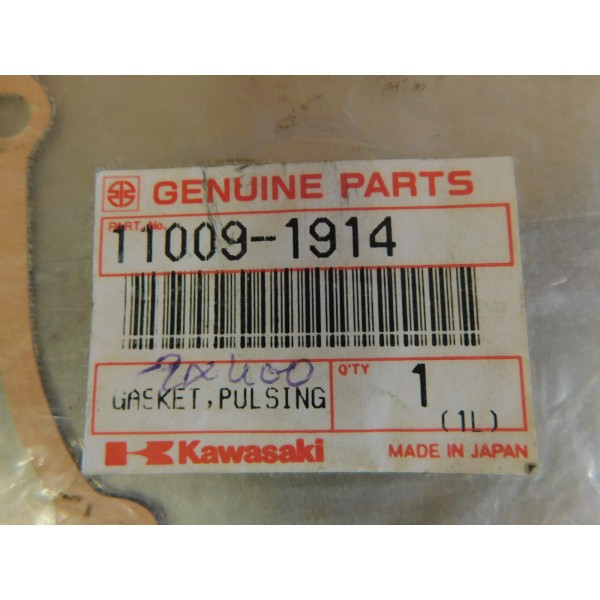 GENUINE PARTS
PART No.
11009-1914
ZX400
GASKET,PULSING
Q'TY
1
(1L)
Kawasaki
MADE IN JAPAN